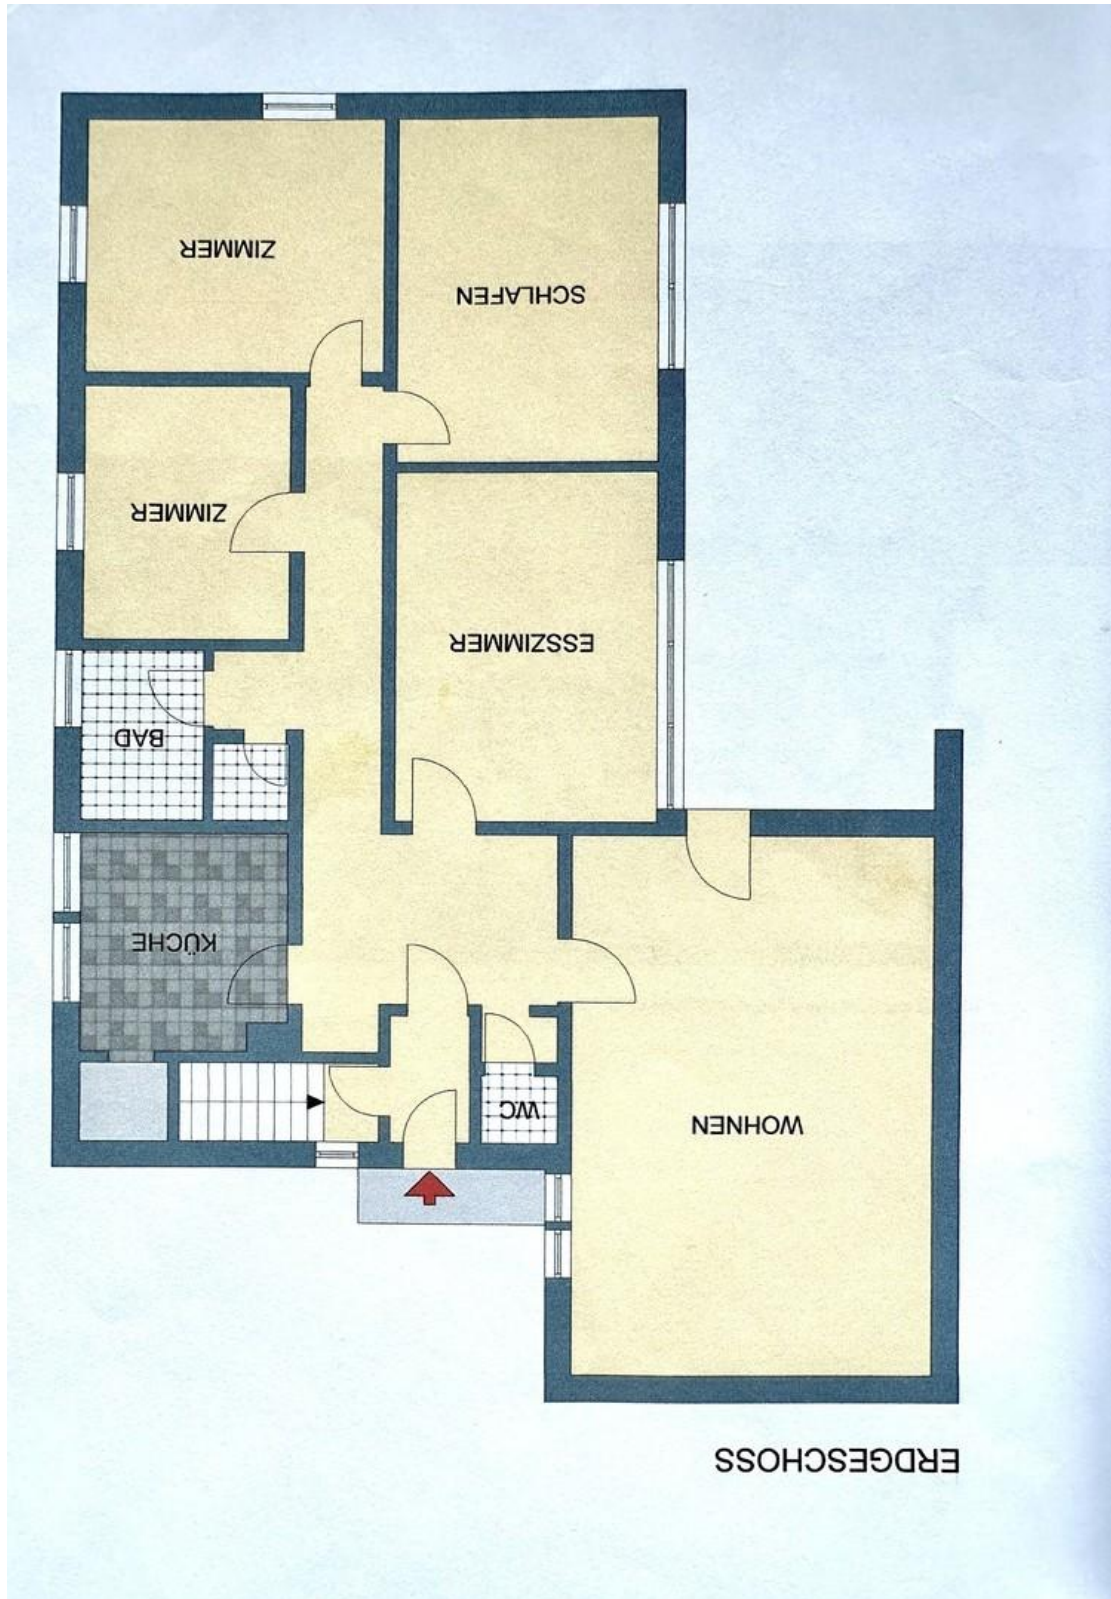 ERDGESCHOSS
WOHNEN
WC
KÜCHE
BAD
ESSZIMMER
ZIMMER
SCHLAFEN
ZIMMER